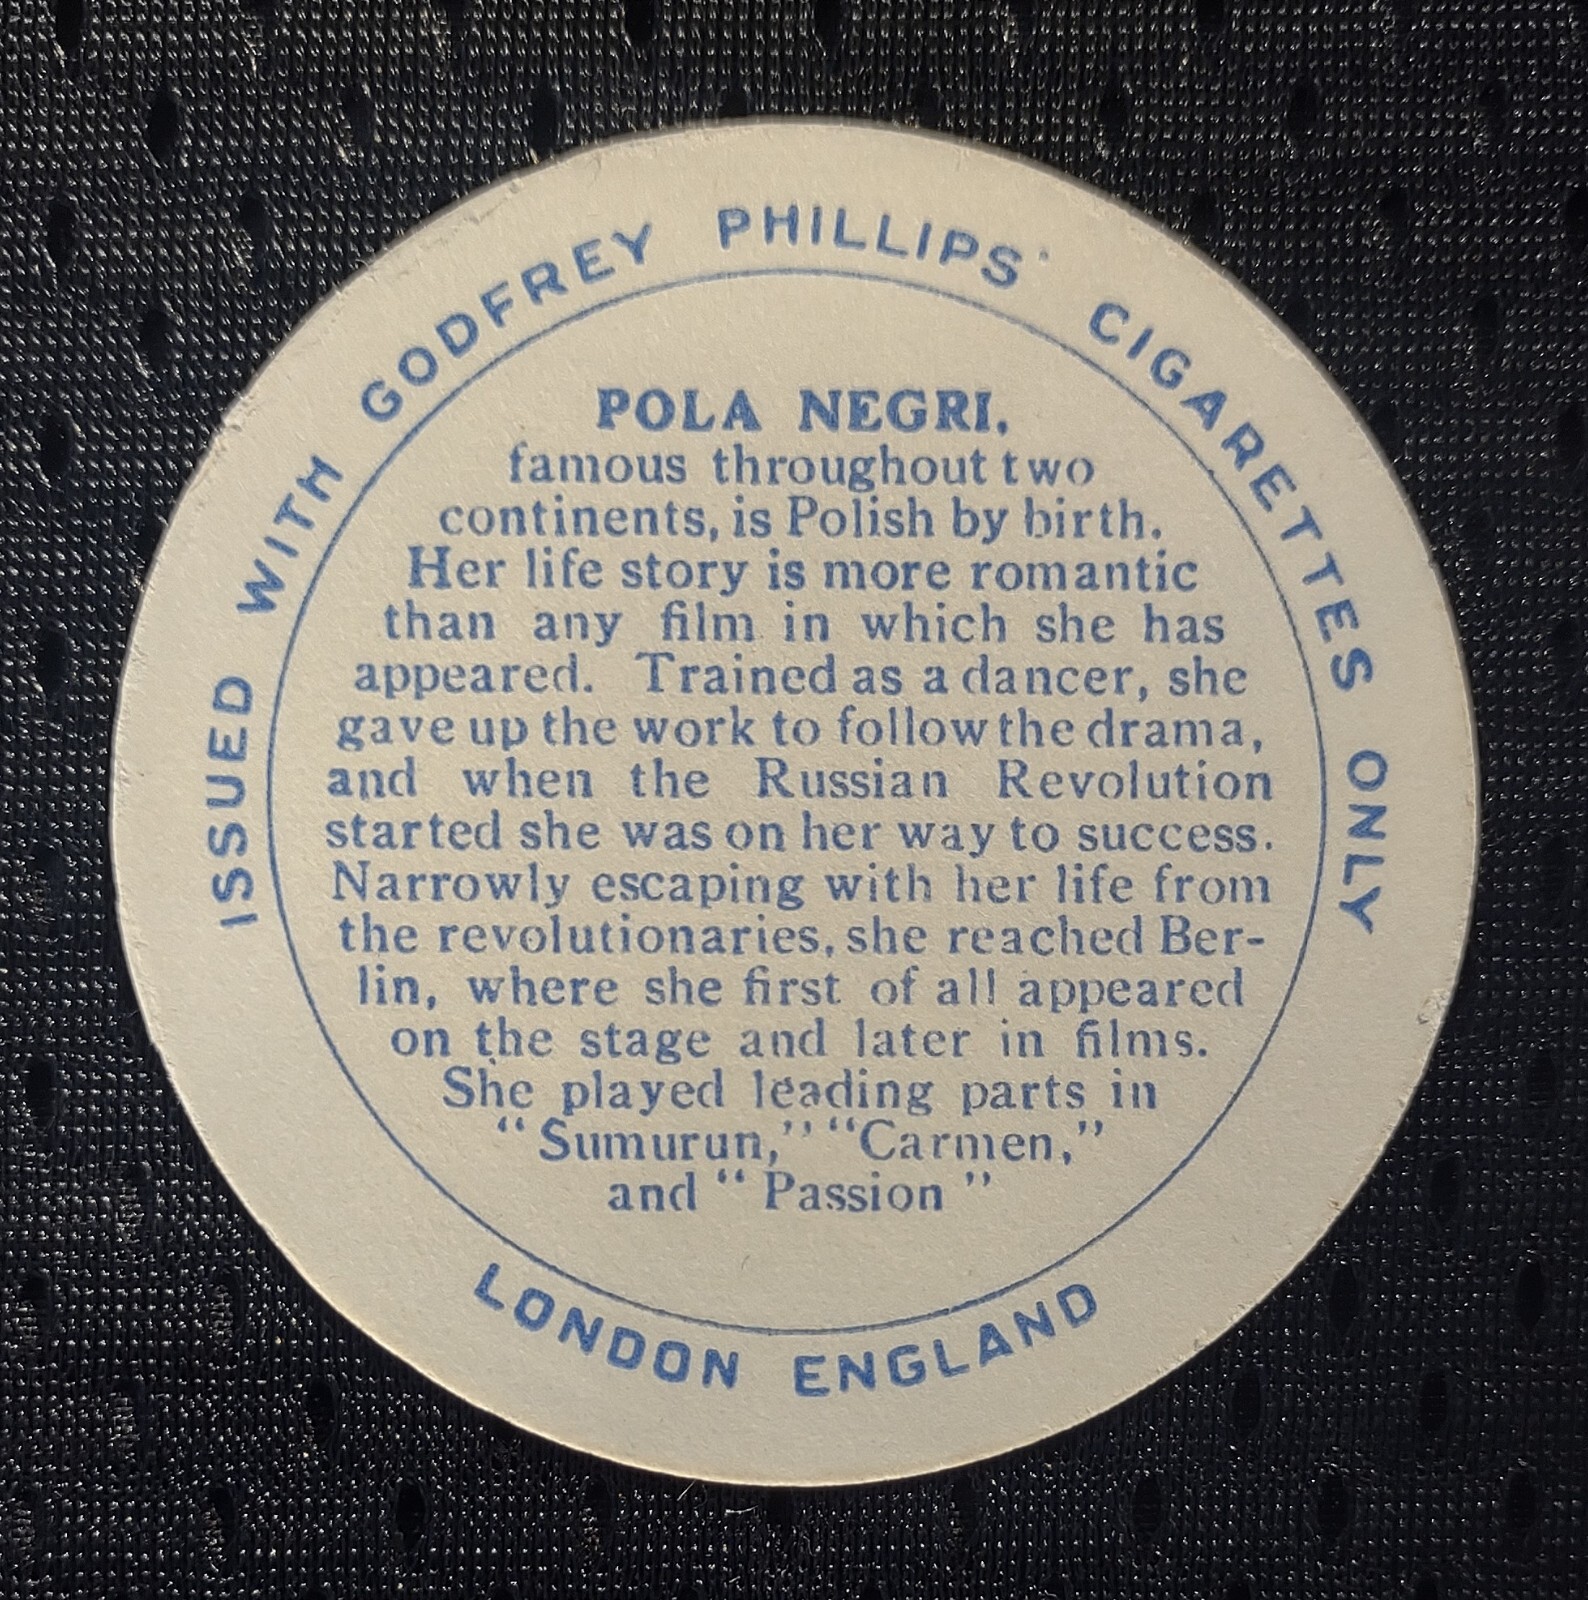 ISSUED WITH GODFREY PHILLIPS' CIGARETTES ONLY
POLA NEGRI,
famous throughout two
continents, is Polish by birth.
Her life story is more romantic
than any film in which she has
appeared. Trained as a dancer, she
gave up the work to follow the drama,
and when the Russian Revolution
started she was on her way to success.
Narrowly escaping with her life from
the revolutionaries, she reached Ber-
lin, where she first of all appeared
on the stage and later in films.
She played leading parts in
“Sumurun,” “Carmen,”
and “Passion”
LONDON ENGLAND